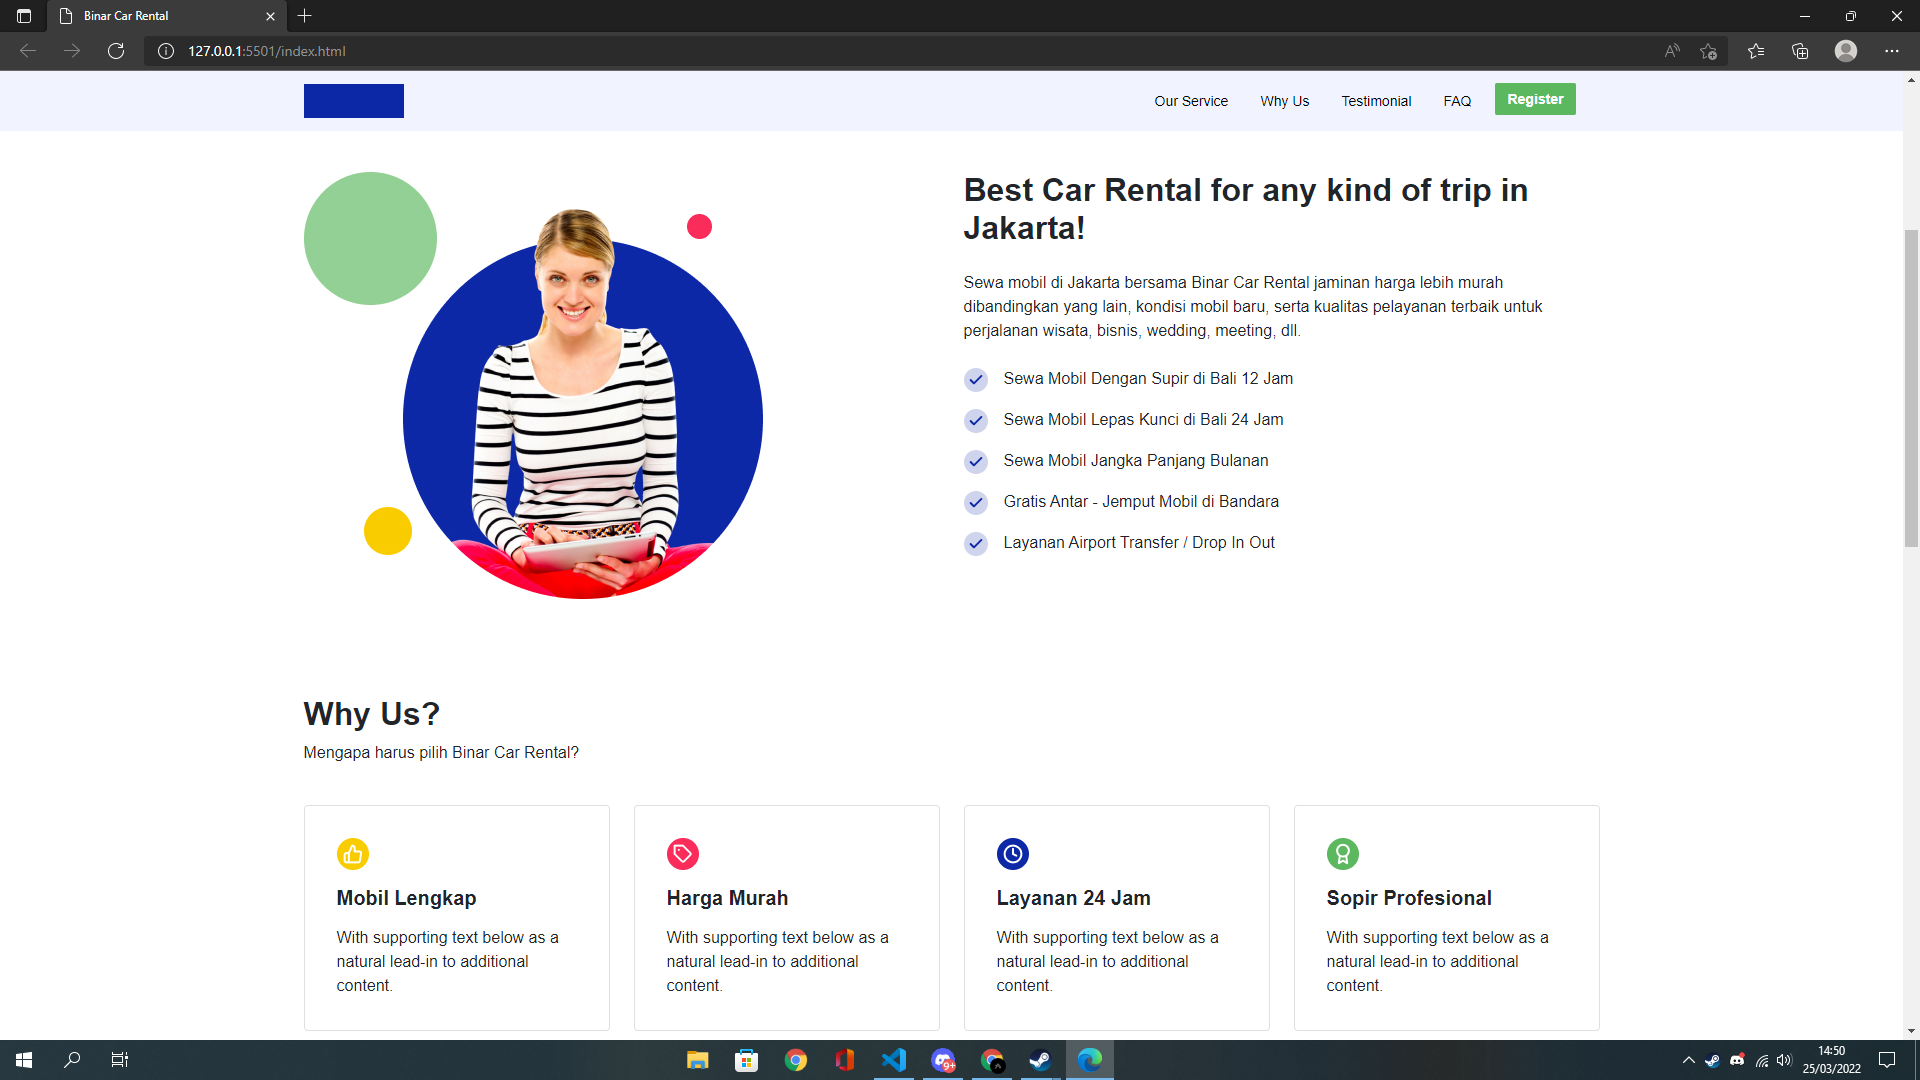 Binar Car Rental
127.0.0.1:5501/index.html
Our Service
Why Us
Testimonial
FAQ
Register
Best Car Rental for any kind of trip in
Jakarta!
Sewa mobil di Jakarta bersama Binar Car Rental jaminan harga lebih murah
dibandingkan yang lain, kondisi mobil baru, serta kualitas pelayanan terbaik untuk
perjalanan wisata, bisnis, wedding, meeting, dll.
Sewa Mobil Dengan Supir di Bali 12 Jam
Sewa Mobil Lepas Kunci di Bali 24 Jam
Sewa Mobil Jangka Panjang Bulanan
Gratis Antar - Jemput Mobil di Bandara
Layanan Airport Transfer / Drop In Out
Why Us?
Mengapa harus pilih Binar Car Rental?
Mobil Lengkap
With supporting text below as a
natural lead-in to additional
content.
Harga Murah
With supporting text below as a
natural lead-in to additional
content.
Layanan 24 Jam
With supporting text below as a
natural lead-in to additional
content.
Sopir Profesional
With supporting text below as a
natural lead-in to additional
content.
9+
14:50
25/03/2022